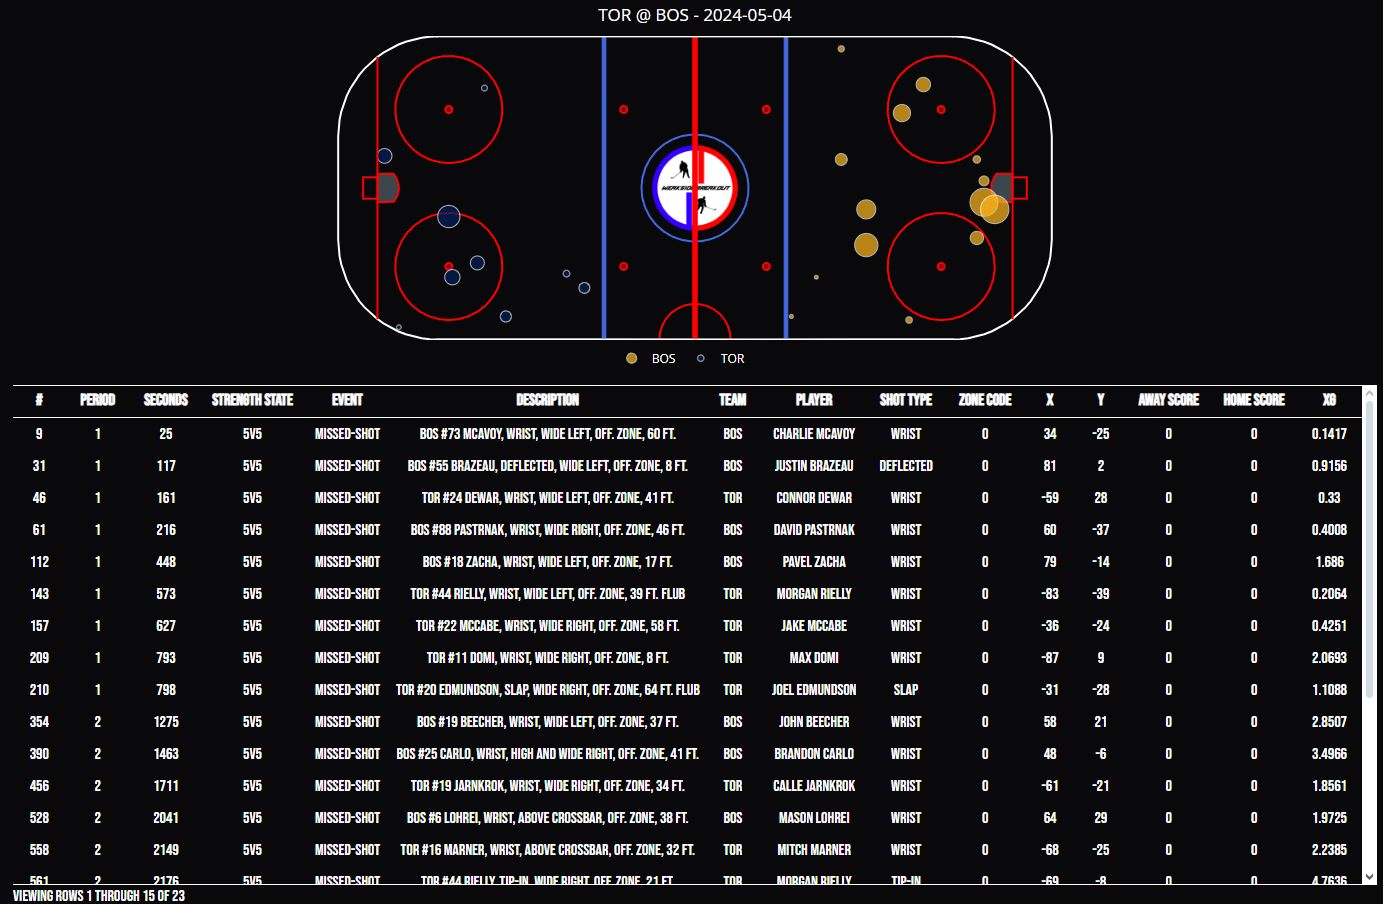 TOR @ BOS - 2024-05-04
WERKSIDE BREAKOUT
BOS TOR
# PERIOD SECONDS STRENGTH STATE EVENT DESCRIPTION TEAM PLAYER SHOT TYPE ZONE CODE X Y AWAY SCORE HOME SCORE XG
9 1 25 5V5 MISSED-SHOT BOS #73 MCAVOY, WRIST, WIDE LEFT, OFF. ZONE, 60 FT. BOS CHARLIE MCAVOY WRIST O 34 -25 0 0 0.1417
31 1 117 5V5 MISSED-SHOT BOS #55 BRAZEAU, DEFLECTED, WIDE LEFT, OFF. ZONE, 8 FT. BOS JUSTIN BRAZEAU DEFLECTED O 81 2 0 0 0.9156
46 1 161 5V5 MISSED-SHOT TOR #24 DEWAR, WRIST, WIDE LEFT, OFF. ZONE, 41 FT. TOR CONNOR DEWAR WRIST O -59 28 0 0 0.33
61 1 216 5V5 MISSED-SHOT BOS #88 PASTRNAK, WRIST, WIDE RIGHT, OFF. ZONE, 46 FT. BOS DAVID PASTRNAK WRIST O 60 -37 0 0 0.4008
112 1 448 5V5 MISSED-SHOT BOS #18 ZACHA, WRIST, WIDE LEFT, OFF. ZONE, 17 FT. BOS PAVEL ZACHA WRIST O 79 -14 0 0 1.686
143 1 573 5V5 MISSED-SHOT TOR #44 RIELLY, WRIST, WIDE LEFT, OFF. ZONE, 39 FT. FLUB TOR MORGAN RIELLY WRIST O -83 -39 0 0 0.2064
157 1 627 5V5 MISSED-SHOT TOR #22 MCCABE, WRIST, WIDE RIGHT, OFF. ZONE, 58 FT. TOR JAKE MCCABE WRIST O -36 -24 0 0 0.4251
209 1 793 5V5 MISSED-SHOT TOR #11 DOMI, WRIST, WIDE RIGHT, OFF. ZONE, 8 FT. TOR MAX DOMI WRIST O -87 9 0 0 2.0693
210 1 798 5V5 MISSED-SHOT TOR #20 EDMUNDSON, SLAP, WIDE RIGHT, OFF. ZONE, 64 FT. FLUB TOR JOEL EDMUNDSON SLAP O -31 -28 0 0 1.1088
354 2 1275 5V5 MISSED-SHOT BOS #19 BEECHER, WRIST, WIDE LEFT, OFF. ZONE, 37 FT. BOS JOHN BEECHER WRIST O 58 21 0 0 2.8507
390 2 1463 5V5 MISSED-SHOT BOS #25 CARLO, WRIST, HIGH AND WIDE RIGHT, OFF. ZONE, 41 FT. BOS BRANDON CARLO WRIST O 48 -6 0 0 3.4966
456 2 1711 5V5 MISSED-SHOT TOR #19 JARNKROK, WRIST, WIDE RIGHT, OFF. ZONE, 34 FT. TOR CALLE JARNKROK WRIST O -61 -21 0 0 1.8561
528 2 2041 5V5 MISSED-SHOT BOS #6 LOHREI, WRIST, ABOVE CROSSBAR, OFF. ZONE, 38 FT. BOS MASON LOHREI WRIST O 64 29 0 0 1.9725
558 2 2149 5V5 MISSED-SHOT TOR #16 MARNER, WRIST, ABOVE CROSSBAR, OFF. ZONE, 32 FT. TOR MITCH MARNER WRIST O -68 -25 0 0 2.2385
561 2 2176 5V5 MISSED-SHOT TOR #44 RIELLY, TIP-IN, WIDE RIGHT, OFF. ZONE, 21 FT. TOR MORGAN RIELLY TIP-IN O -69 -8 0 0 4.7636
VIEWING ROWS 1 THROUGH 15 OF 23